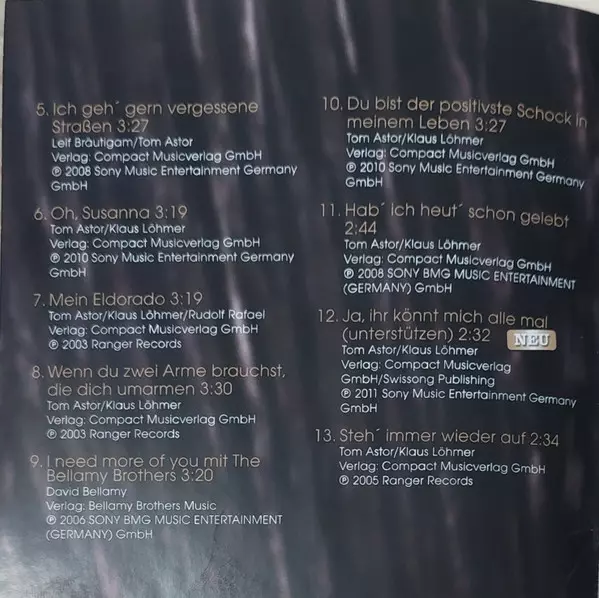 5. Ich geh´ gern vergessene
Straßen 3:27
Leif Bräutigam/Tom Astor
Verlag: Compact Musicverlag GmbH
℗ 2008 Sony Music Entertainment Germany
GmbH
6. Oh, Susanna 3:19
Tom Astor/Klaus Löhmer
Verlag: Compact Musicverlag GmbH
℗ 2010 Sony Music Entertainment Germany
GmbH
7. Mein Eldorado 3:19
Tom Astor/Klaus Löhmer/Rudolf Rafael
Verlag: Compact Musicverlag GmbH
℗ 2003 Ranger Records
8. Wenn du zwei Arme brauchst,
die dich umarmen 3:30
Tom Astor/Klaus Löhmer
Verlag: Compact Musicverlag GmbH
℗ 2003 Ranger Records
9. I need more of you mit The
Bellamy Brothers 3:20
David Bellamy
Verlag: Bellamy Brothers Music
℗ 2006 SONY BMG MUSIC ENTERTAINMENT
(GERMANY) GmbH
10. Du bist der positivste Schock in
meinem Leben 3:27
Tom Astor/Klaus Löhmer
Verlag: Compact Musicverlag GmbH
℗ 2010 Sony Music Entertainment Germany
GmbH
11. Hab´ ich heut´ schon gelebt
2:44
Tom Astor/Klaus Löhmer
Verlag: Compact Musicverlag GmbH
℗ 2008 SONY BMG MUSIC ENTERTAINMENT
(GERMANY) GmbH
12. Ja, ihr könnt mich alle mal
(unterstützen) 2:32 NEU
Tom Astor/Klaus Löhmer
Verlag: Compact Musicverlag
GmbH/Swissong Publishing
℗ 2011 Sony Music Entertainment Germany
GmbH
13. Steh´ immer wieder auf 2:34
Tom Astor/Klaus Löhmer
Verlag: Compact Musicverlag GmbH
℗ 2005 Ranger Records